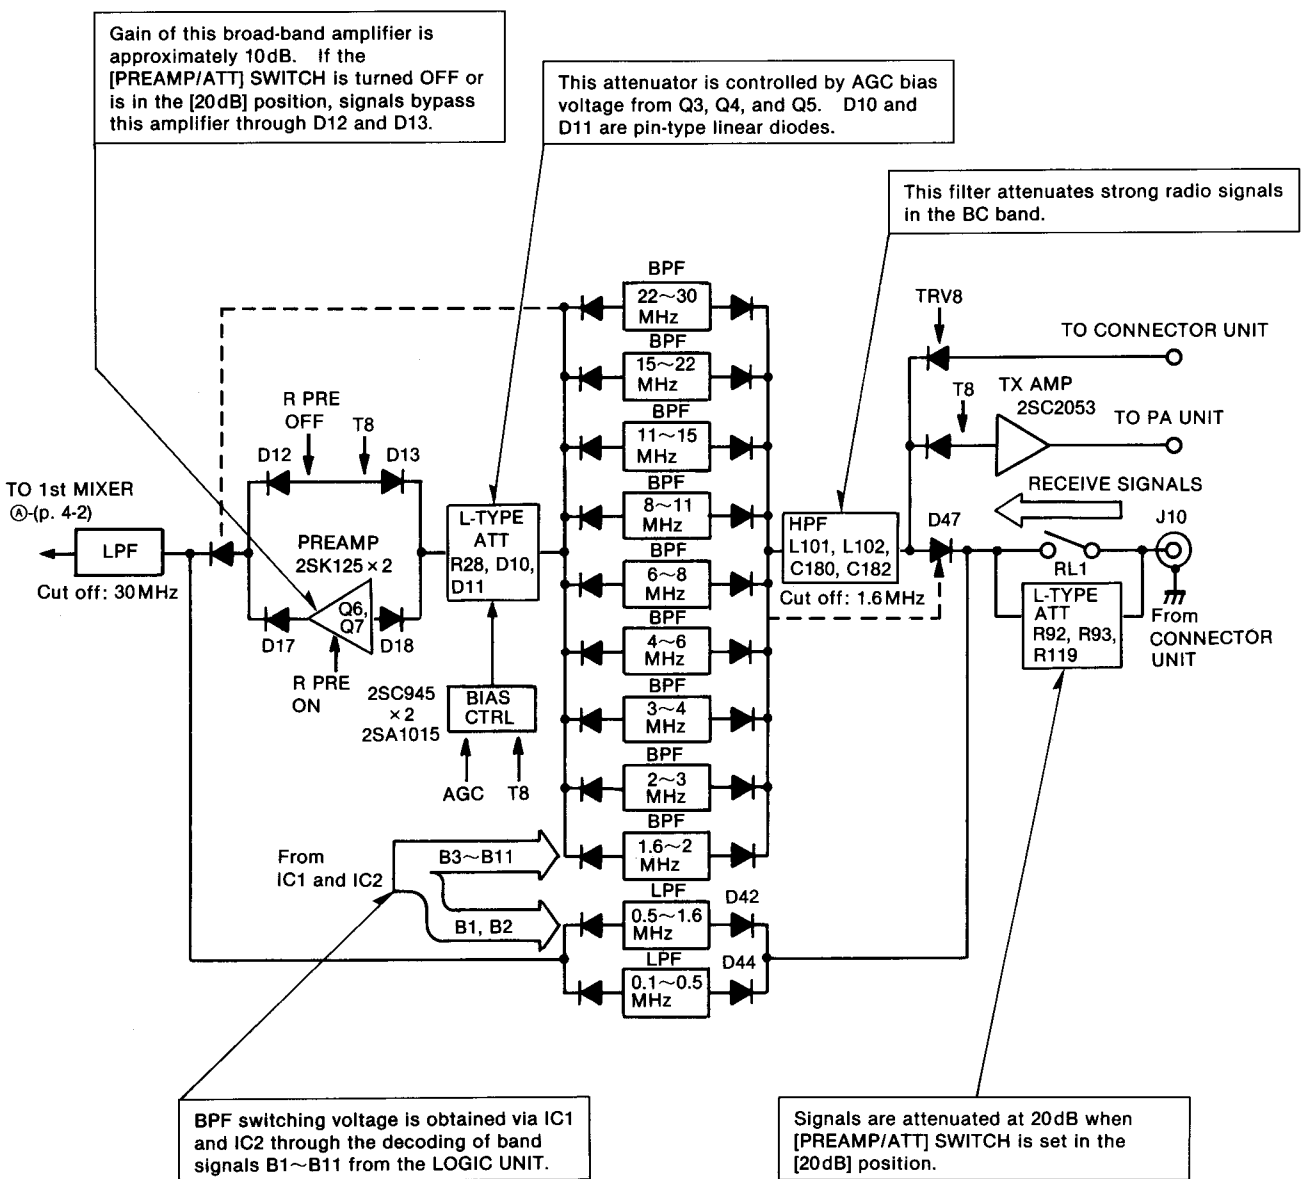 Gain of this broad-band amplifier is
approximately 10dB. If the
[PREAMP/ATT] SWITCH is turned OFF or
is in the [20dB] position, signals bypass
this amplifier through D12 and D13.
This attenuator is controlled by AGC bias
voltage from Q3, Q4, and Q5. D10 and
D11 are pin-type linear diodes.
This filter attenuates strong radio signals
in the BC band.
BPF
22~30
MHz
BPF
15~22
MHz
BPF
11~15
MHz
BPF
8~11
MHz
BPF
6~8
MHz
BPF
4~6
MHz
BPF
3~4
MHz
BPF
2~3
MHz
BPF
1.6~2
MHz
LPF
0.5~1.6
MHz
D42
LPF
0.1~0.5
MHz
D44
TRV8
TO CONNECTOR UNIT
T8
TX AMP
2SC2053
TO PA UNIT
RECEIVE SIGNALS
D47
J10
RL1
HPF
L101, L102,
C180, C182
Cut off: 1.6MHz
L-TYPE
ATT
R92, R93,
R119
From
CONNECTOR
UNIT
R PRE
OFF
T8
D12
D13
TO 1st MIXER
Ⓐ-(p. 4-2)
LPF
Cut off: 30MHz
PREAMP
2SK125×2
Q6,
Q7
D17
D18
R PRE
ON
L-TYPE
ATT
R28, D10,
D11
2SC945
×2
2SA1015
BIAS
CTRL
AGC
T8
From
IC1 and IC2
B3~B11
B1, B2
BPF switching voltage is obtained via IC1
and IC2 through the decoding of band
signals B1~B11 from the LOGIC UNIT.
Signals are attenuated at 20dB when
[PREAMP/ATT] SWITCH is set in the
[20dB] position.